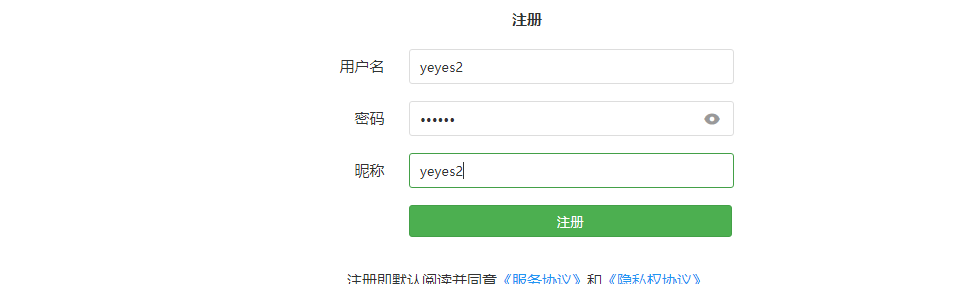 注册
用户名 yeyes2
密码 ••••••
昵称 yeyes2
注册
注册即默认阅读并同意《服务协议》和《隐私权协议》